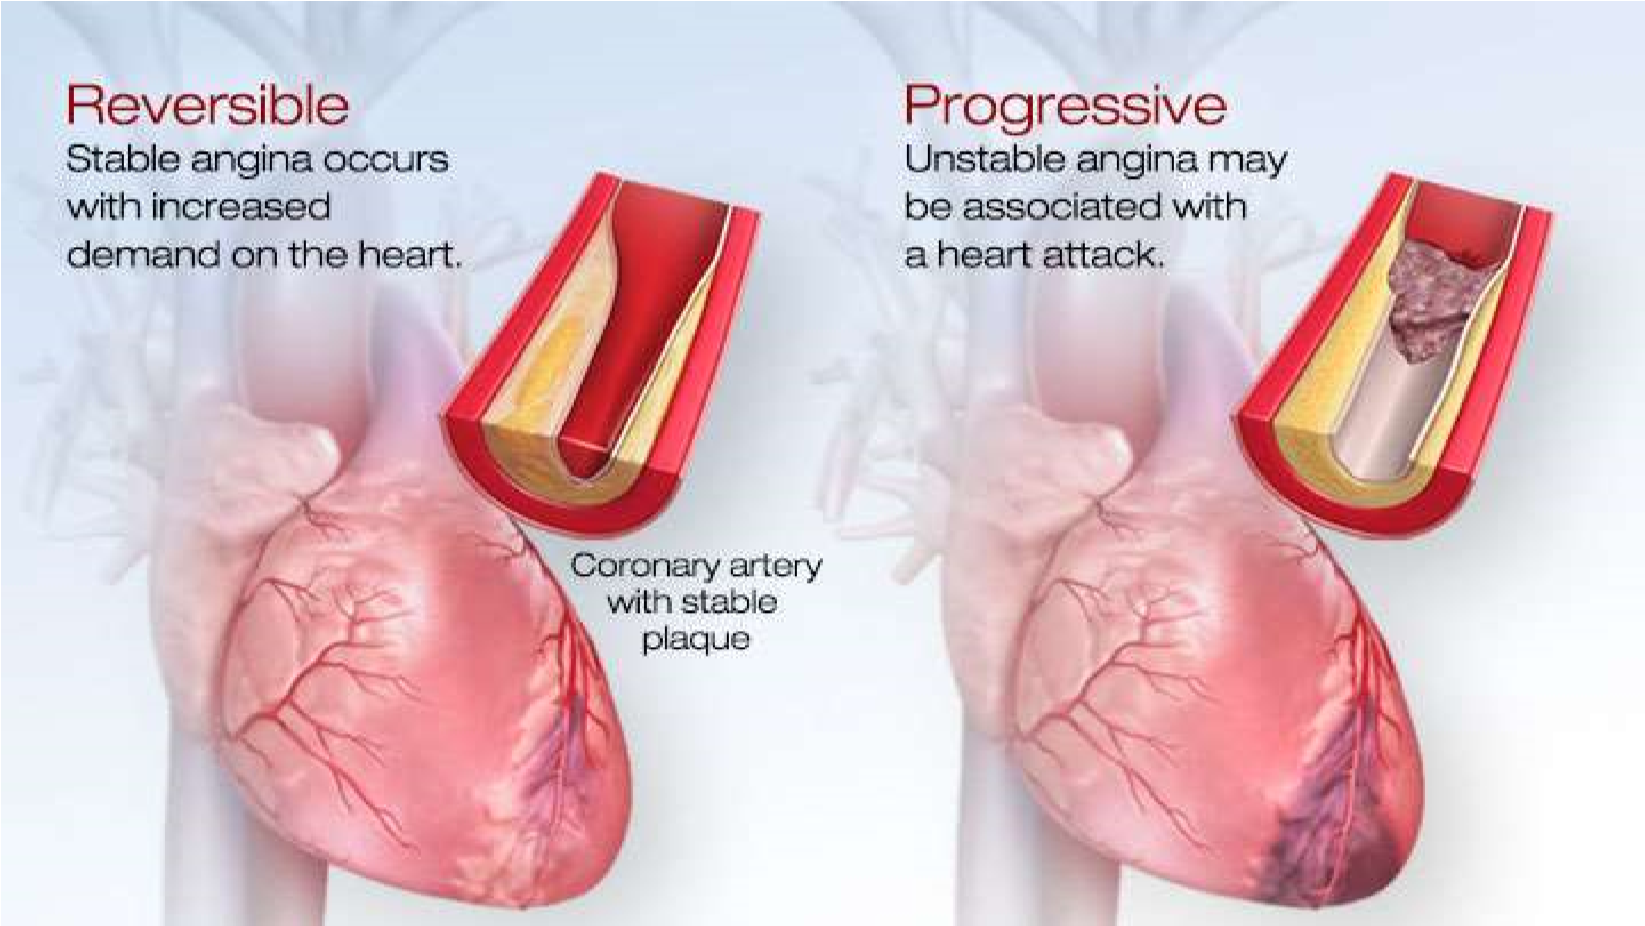 Reversible
Stable angina occurs
with increased
demand on the heart.
Coronary artery
with stable
plaque
Progressive
Unstable angina may
be associated with
a heart attack.